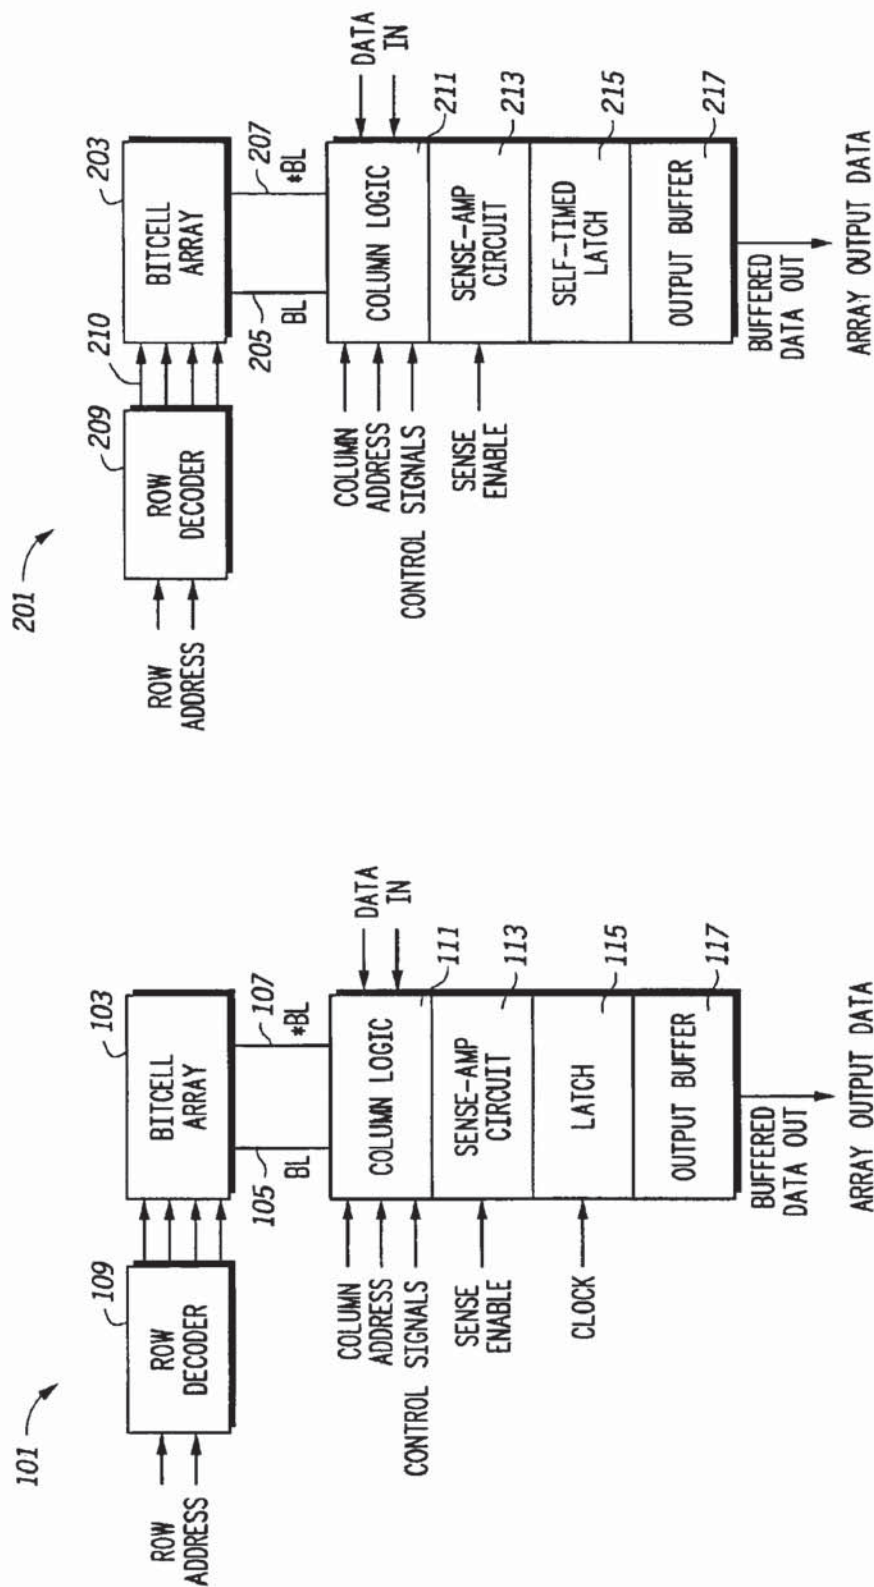 101
ROW
ADDRESS
109
ROW
DECODER
103
BITCELL
ARRAY
105
BL
107
*BL
COLUMN
ADDRESS
CONTROL SIGNALS
COLUMN LOGIC
DATA
IN
111
SENSE
ENABLE
SENSE-AMP
CIRCUIT
113
CLOCK
LATCH
115
OUTPUT BUFFER
117
BUFFERED
DATA OUT
ARRAY OUTPUT DATA
201
ROW
ADDRESS
209
ROW
DECODER
210
203
BITCELL
ARRAY
205
BL
207
*BL
COLUMN
ADDRESS
CONTROL SIGNALS
COLUMN LOGIC
DATA
IN
211
SENSE
ENABLE
SENSE-AMP
CIRCUIT
213
SELF-TIMED
LATCH
215
OUTPUT BUFFER
217
BUFFERED
DATA OUT
ARRAY OUTPUT DATA